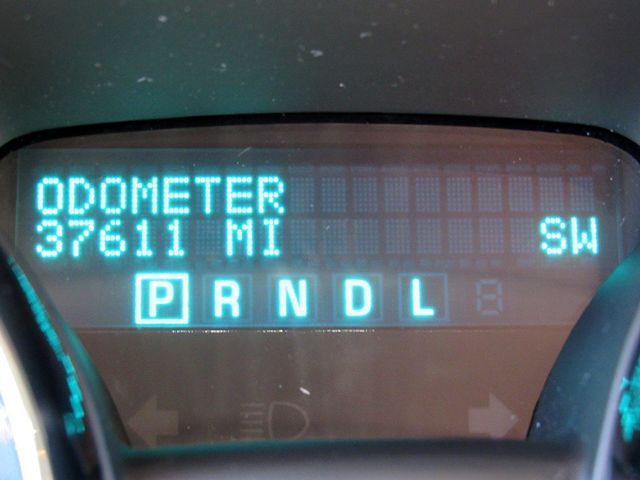 ODOMETER
37611 MI SW
P R N D L